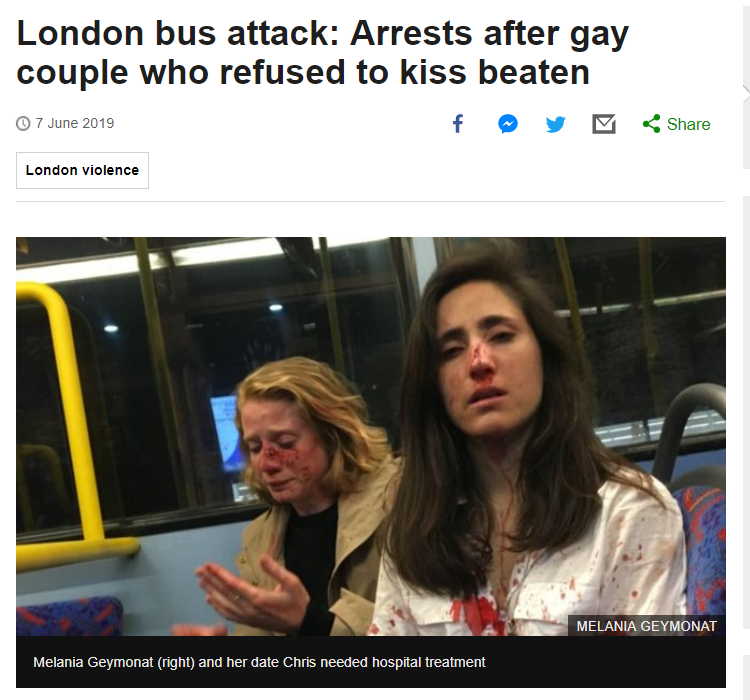 London bus attack: Arrests after gay
couple who refused to kiss beaten
7 June 2019
Share
London violence
MELANIA GEYMONAT
Melania Geymonat (right) and her date Chris needed hospital treatment